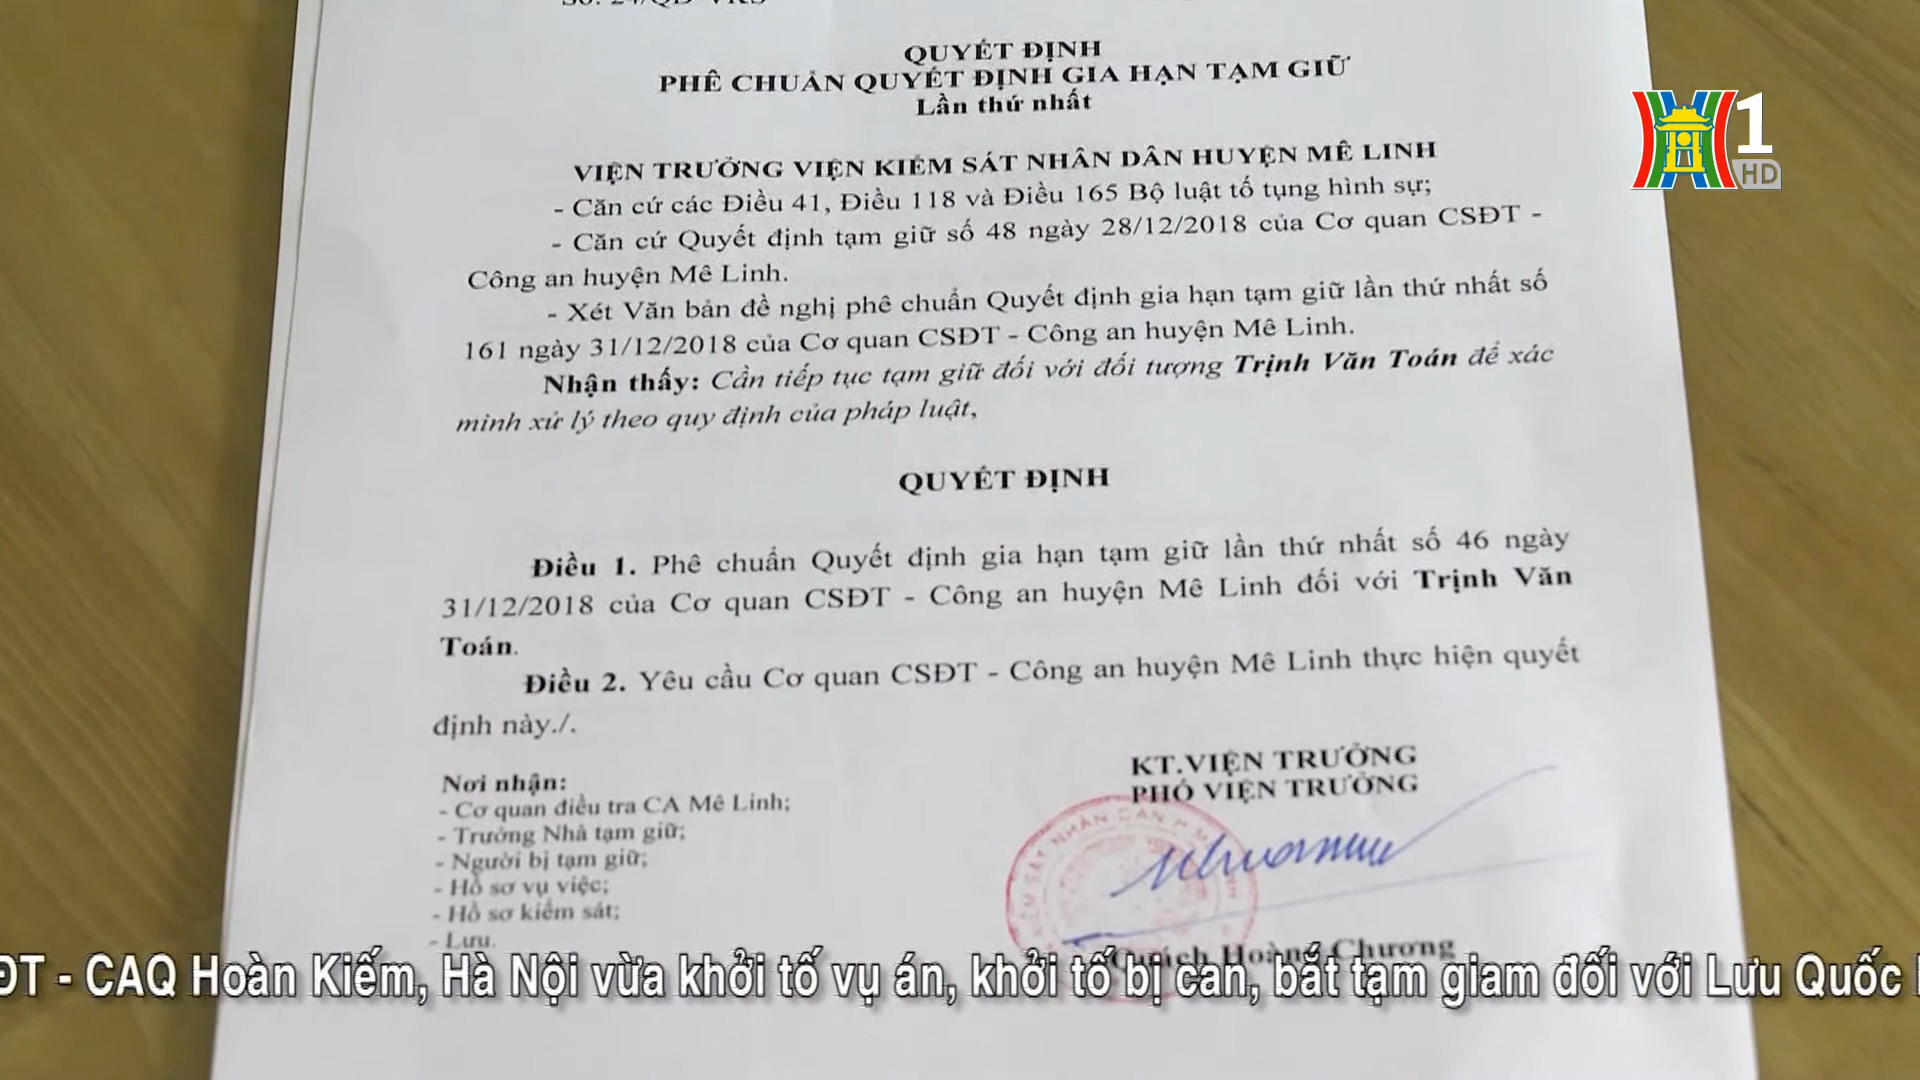 Số: 24/QĐ-VKS
QUYẾT ĐỊNH
PHÊ CHUẨN QUYẾT ĐỊNH GIA HẠN TẠM GIỮ
Lần thứ nhất
VIỆN TRƯỞNG VIỆN KIỂM SÁT NHÂN DÂN HUYỆN MÊ LINH
- Căn cứ các Điều 41, Điều 118 và Điều 165 Bộ luật tố tụng hình sự;
- Căn cứ Quyết định tạm giữ số 48 ngày 28/12/2018 của Cơ quan CSĐT -
Công an huyện Mê Linh.
- Xét Văn bản đề nghị phê chuẩn Quyết định gia hạn tạm giữ lần thứ nhất số
161 ngày 31/12/2018 của Cơ quan CSĐT - Công an huyện Mê Linh.
Nhận thấy: Cần tiếp tục tạm giữ đối với đối tượng Trịnh Văn Toán để xác
minh xử lý theo quy định của pháp luật,
QUYẾT ĐỊNH
Điều 1. Phê chuẩn Quyết định gia hạn tạm giữ lần thứ nhất số 46 ngày
31/12/2018 của Cơ quan CSĐT - Công an huyện Mê Linh đối với Trịnh Văn
Toán.
Điều 2. Yêu cầu Cơ quan CSĐT - Công an huyện Mê Linh thực hiện quyết
định này./.
KT.VIỆN TRƯỞNG
PHÓ VIỆN TRƯỞNG
Nơi nhận:
- Cơ quan điều tra CA Mê Linh;
- Trưởng Nhà tạm giữ;
- Người bị tạm giữ;
- Hồ sơ vụ việc;
- Hồ sơ kiểm sát;
- Lưu.
Hoàng Chương
ĐT - CAQ Hoàn Kiếm, Hà Nội vừa khởi tố vụ án, khởi tố bị can, bắt tạm giam đối với Lưu Quốc
1
HD